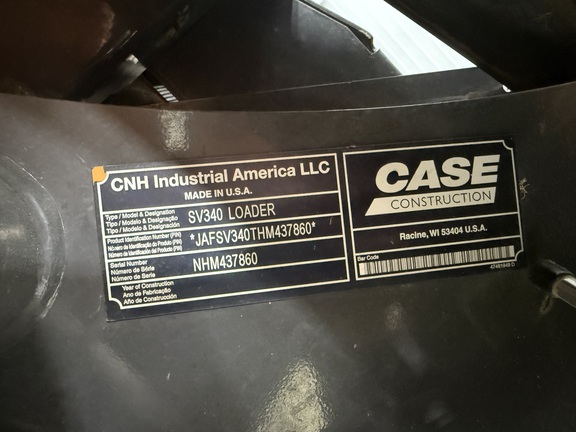 CNH Industrial America LLC
MADE IN U.S.A.
Type / Model & Designation
Tipo / Modelo & Designação
Tipo / Modelo & Designación
SV340 LOADER
Product Identification Number (PIN)
Número de Identificação do Produto (PIN)
Número de Identificación del Producto (PIN)
*JAFSV340THM437860*
Serial Number
Número de Série
Número de Serie
NHM437860
Year of Construction
Ano de Fabricação
Año de Construcción
CASE
CONSTRUCTION
Racine, WI 53404 U.S.A.
Bar Code